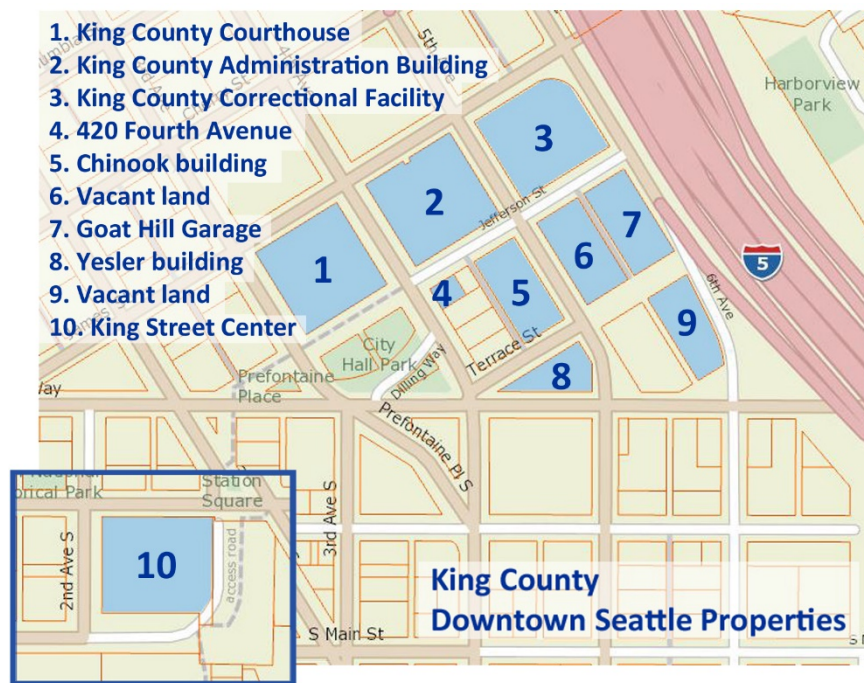 1. King County Courthouse
2. King County Administration Building
3. King County Correctional Facility
4. 420 Fourth Avenue
5. Chinook building
6. Vacant land
7. Goat Hill Garage
8. Yesler building
9. Vacant land
10. King Street Center
5th Ave
Harborview
Park
3
2
Jefferson St
7
1
6
5
4
5
6th Ave
9
City
Hall Park
Dilling Way
Terrace St
8
Prefontaine
Place
Way
Prefontaine Pl S
orical Park
Station
Square
2nd Ave S
10
access road
3rd Ave S
King County
Downtown Seattle Properties
S Main St